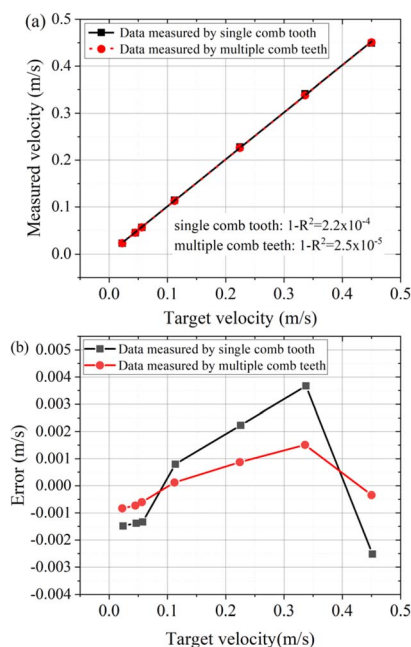 (a)
Data measured by single comb tooth
Data measured by multiple comb teeth
Measured velocity (m/s)
0.5
0.4
0.3
0.2
0.1
0.0
single comb tooth: 1-R²=2.2x10⁻⁴
multiple comb teeth: 1-R²=2.5x10⁻⁵
0.0 0.1 0.2 0.3 0.4 0.5
Target velocity (m/s)
(b)
Data measured by single comb tooth
Data measured by multiple comb teeth
Error (m/s)
0.005
0.004
0.003
0.002
0.001
0.000
-0.001
-0.002
-0.003
-0.004
0.0 0.1 0.2 0.3 0.4 0.5
Target velocity(m/s)